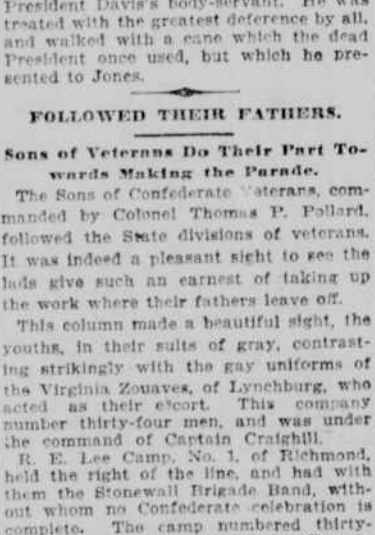 President Davis's body-servant. He was
treated with the greatest deference by all,
and walked with a cane which the dead
President once used, but which he pre-
sented to Jones.
FOLLOWED THEIR FATHERS.
Sons of Veterans Do Their Part To-
wards Making the Parade.
The Sons of Confederate Veterans, com-
manded by Colonel Thomas P. Pollard,
followed the State divisions of veterans.
It was indeed a pleasant sight to see the
lads give such an earnest of taking up
the work where their fathers leave off.
This column made a beautiful sight, the
youths, in their suits of gray, contrast-
ing strikingly with the gay uniforms of
the Virginia Zouaves, of Lynchburg, who
acted as their escort. This company
number thirty-four men, and was under
the command of Captain Craighill.
R. E. Lee Camp, No. 1, of Richmond,
held the right of the line, and had with
them the Stonewall Brigade Band, with-
out whom no Confederate celebration is
complete. The camp numbered thirty-